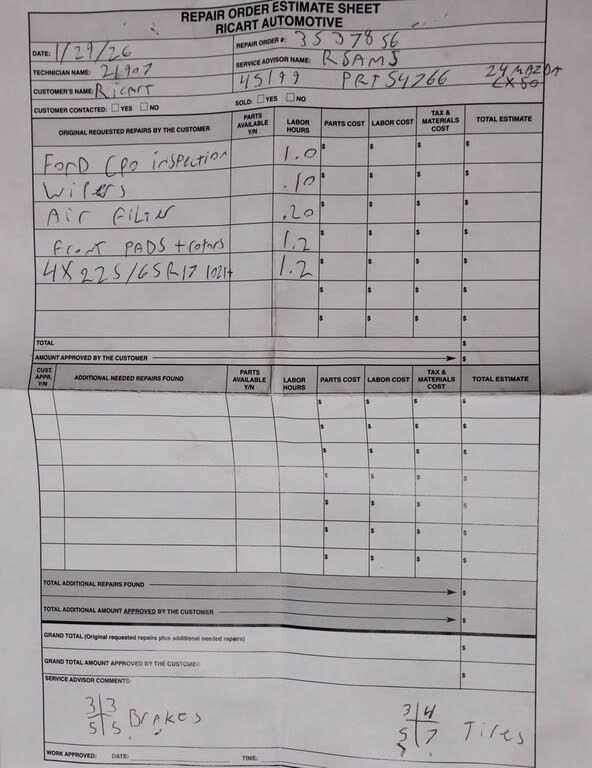 REPAIR ORDER ESTIMATE SHEET
RICART AUTOMOTIVE
DATE: 1/29/26 REPAIR ORDER #: 3537856
TECHNICIAN NAME: 21907 SERVICE ADVISOR NAME: RSAMS
CUSTOMER'S NAME: Ricart 45199 PRTS4266 24 MAZDA CX50
CUSTOMER CONTACTED: ☐ YES ☐ NO SOLD: ☐ YES ☐ NO
ORIGINAL REQUESTED REPAIRS BY THE CUSTOMER PARTS AVAILABLE Y/N LABOR HOURS PARTS COST LABOR COST TAX & MATERIALS COST TOTAL ESTIMATE
FORD CPO inspection 1.0 $ $ $ $
Wipers .10 $ $ $ $
Air Filter .20 $ $ $ $
Front PADS + rotors 1.2 $ $ $ $
4X 225/65R17 102H 1.2 $ $ $ $
$ $ $ $
$ $ $ $
TOTAL $
AMOUNT APPROVED BY THE CUSTOMER $
CUST. APPR. Y/N ADDITIONAL NEEDED REPAIRS FOUND PARTS AVAILABLE Y/N LABOR HOURS PARTS COST LABOR COST TAX & MATERIALS COST TOTAL ESTIMATE
$ $ $ $
$ $ $ $
$ $ $ $
$ $ $ $
$ $ $ $
$ $ $ $
$ $ $ $
TOTAL ADDITIONAL REPAIRS FOUND $
TOTAL ADDITIONAL AMOUNT APPROVED BY THE CUSTOMER $
GRAND TOTAL (Original requested repairs plus additional needed repairs) $
GRAND TOTAL AMOUNT APPROVED BY THE CUSTOMER $
SERVICE ADVISOR COMMENTS:
3 3 3 4
5 5 Brakes 5 7 Tires
WORK APPROVED: DATE: TIME: